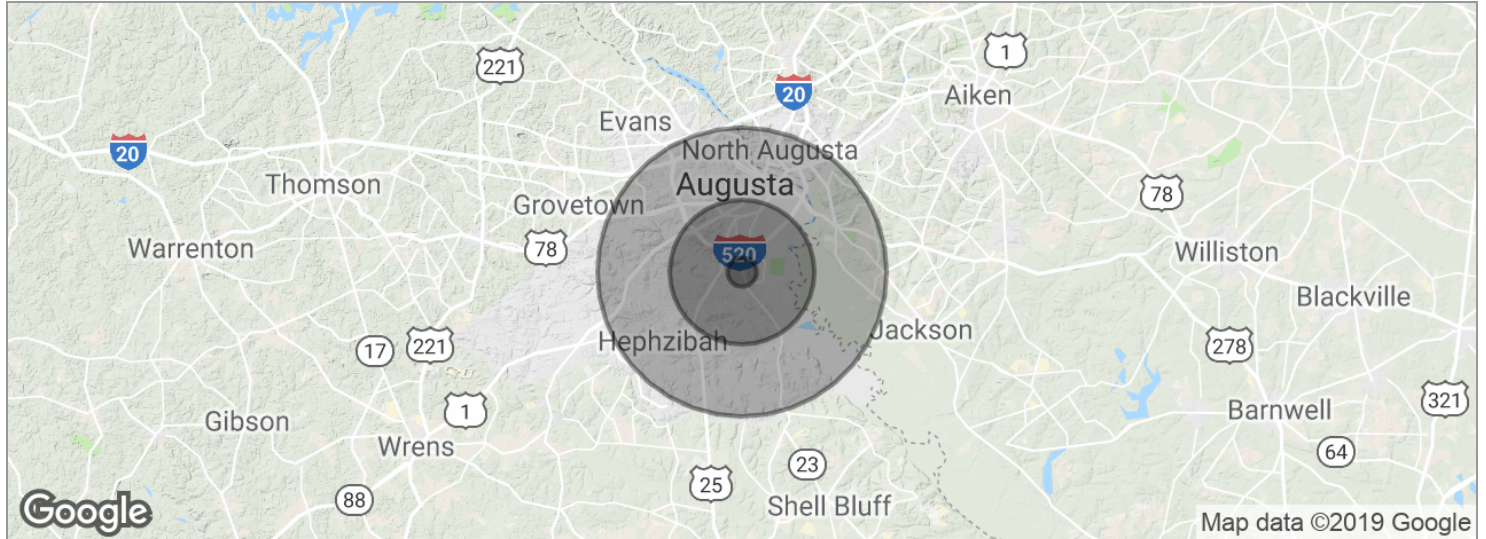 1
221
20
Aiken
Evans
20
North Augusta
Thomson
Augusta
78
Grovetown
Warrenton
78
520
Williston
Blackville
Jackson
Hephzibah
17
221
278
321
1
Barnwell
Gibson
Wrens
64
23
25
88
Shell Bluff
Google
Map data ©2019 Google